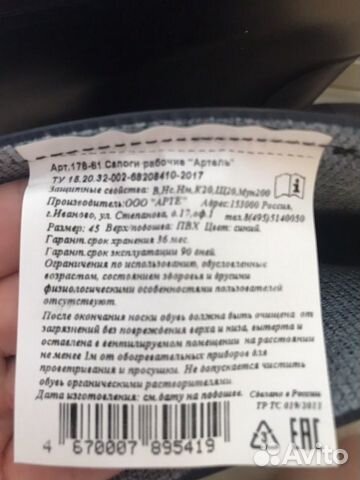 Арт.178-61 Сапоги рабочие "Арталь"
ТУ 15.20.32-002-68208410-2017
Защитные свойства: В,Нс,Нм,К20,Щ20,Мун200
Производитель:ООО "АРТЕ" Адрес:153000 Россия,
г.Иваново, ул. Степанова, д.17,оф.1 тел.8(495)5140050
Размер: 45 Верх/подошва: ПВХ Цвет: синий.
Гарант.срок хранения 36 мес.
Гарант.срок эксплуатации 90 дней.
Ограничения по использованию, обусловленные
возрастом, состоянием здоровья и другими
физиологическими особенностями пользователей
отсутствуют.
После окончания носки обувь должна быть очищена от
загрязнений без повреждения верха и низа, вытерта и
оставлена в вентилируемом помещении на расстоянии
не менее 1м от обогревательных приборов для
проветривания и просушки. Не допускается чистить
обувь органическими растворителями.
Дата изготовления: см.дату на подошве.
Сделано в России
ТР ТС 019/2011
4 670007 895419
EAC
Avito